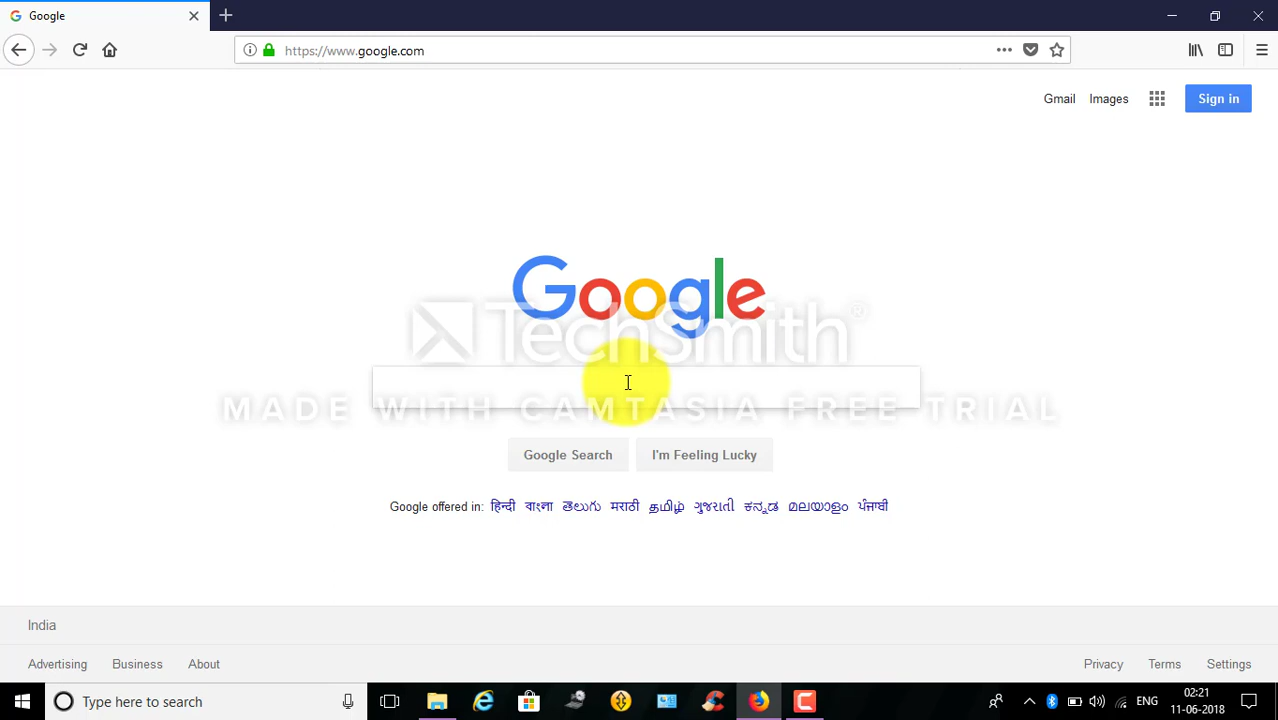 Google
https://www.google.com
Gmail Images Sign in
Google
TechSmith®
MADE WITH CAMTASIA FREE TRIAL
Google Search I'm Feeling Lucky
Google offered in: हिन्दी বাংলা తెలుగు मराठी தமிழ் ગુજરાતી ಕನ್ನಡ മലയാളം ਪੰਜਾਬੀ
India
Advertising Business About Privacy Terms Settings
Type here to search ENG 02:21
11-06-2018